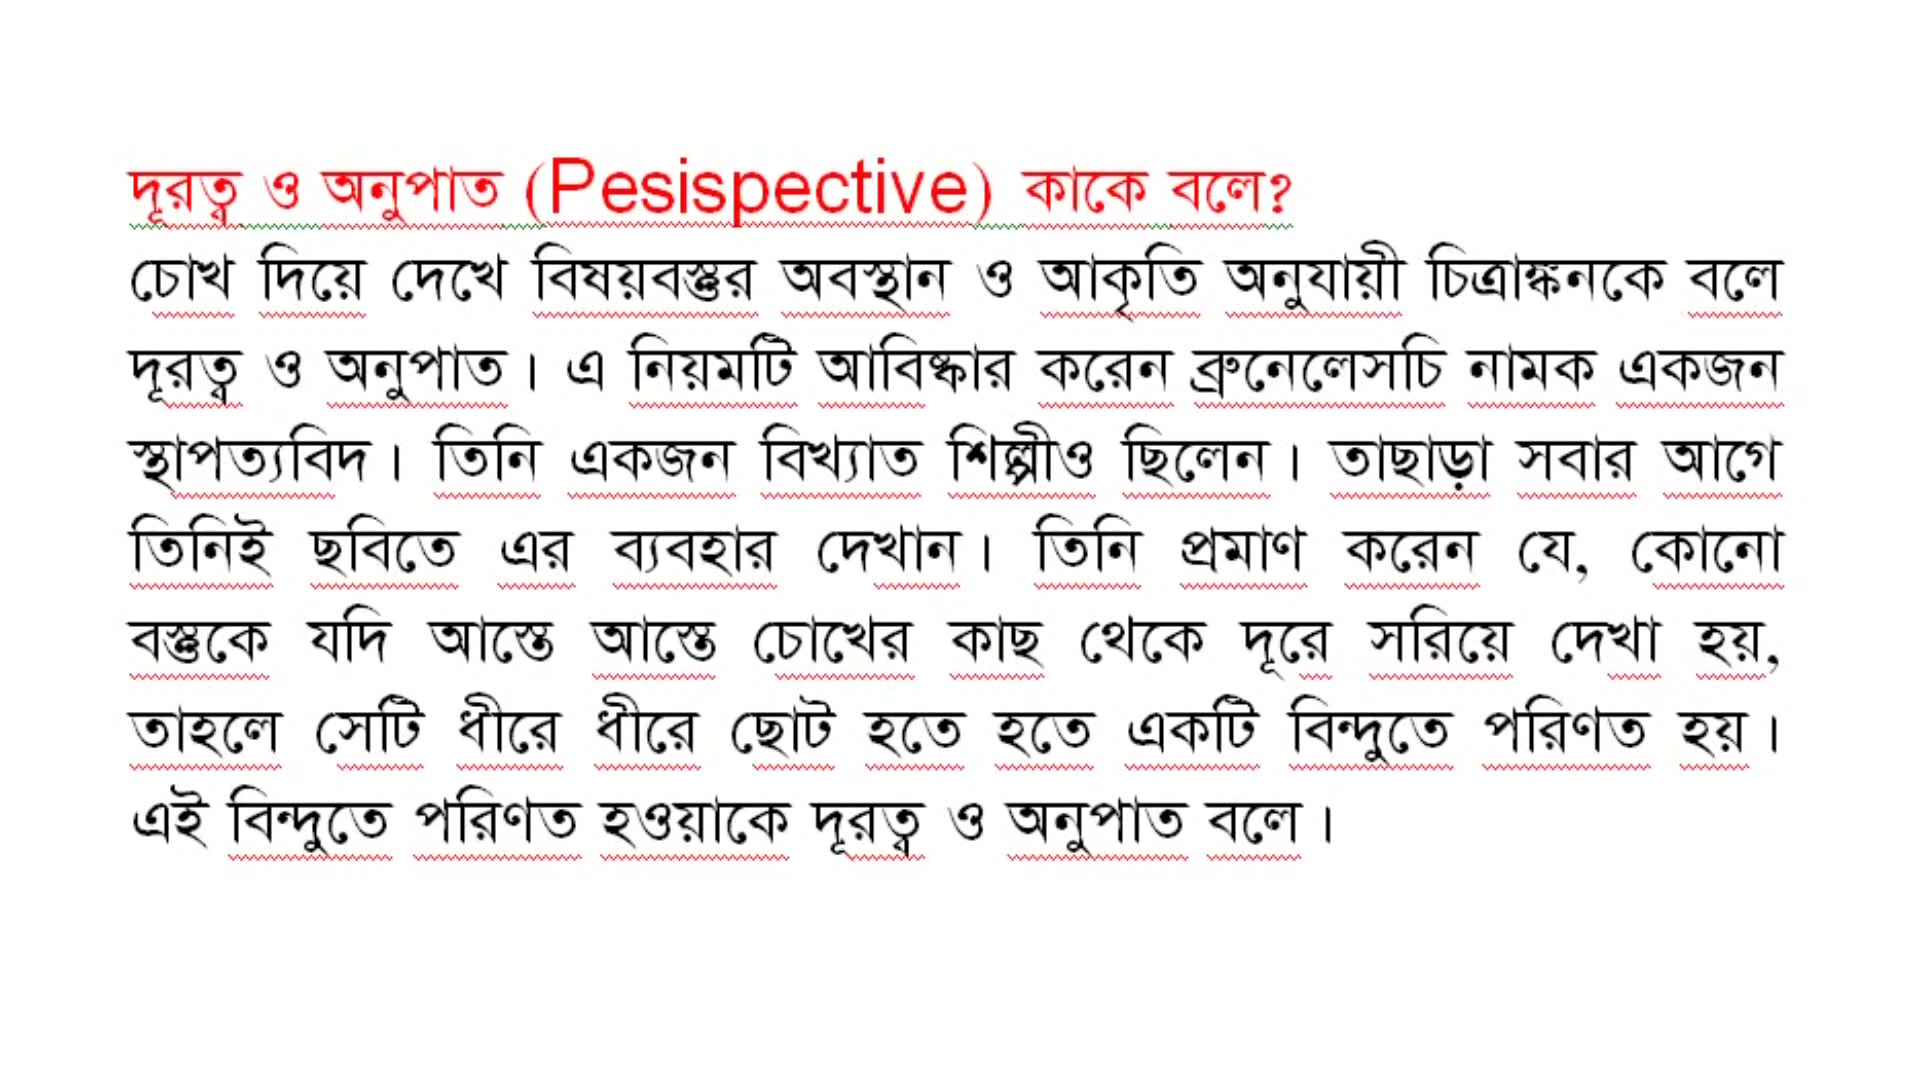 দূরত্ব ও অনুপাত (Pesispective) কাকে বলে?
চোখ দিয়ে দেখে বিষয়বস্তুর অবস্থান ও আকৃতি অনুযায়ী চিত্রাঙ্কনকে বলে
দূরত্ব ও অনুপাত। এ নিয়মটি আবিষ্কার করেন ব্রুনেলেসচি নামক একজন
স্থাপত্যবিদ। তিনি একজন বিখ্যাত শিল্পীও ছিলেন। তাছাড়া সবার আগে
তিনিই ছবিতে এর ব্যবহার দেখান। তিনি প্রমাণ করেন যে, কোনো
বস্তুকে যদি আস্তে আস্তে চোখের কাছ থেকে দূরে সরিয়ে দেখা হয়,
তাহলে সেটি ধীরে ধীরে ছোট হতে হতে একটি বিন্দুতে পরিণত হয়।
এই বিন্দুতে পরিণত হওয়াকে দূরত্ব ও অনুপাত বলে।